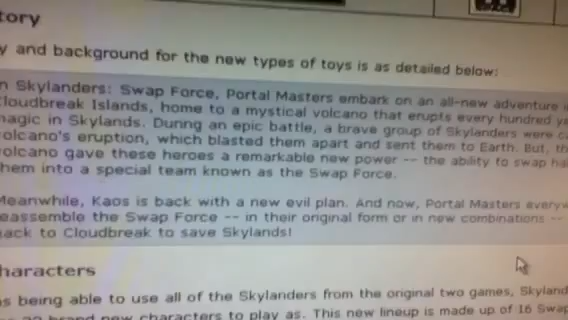 tory
y and background for the new types of toys is as detailed below:
n Skylanders: Swap Force, Portal Masters embark on an all-new adventure
Cloudbreak Islands, home to a mystical volcano that erupts every hundred
magic in Skylands. During an epic battle, a brave group of Skylanders were
olcano's eruption, which blasted them apart and sent them to Earth. But,
olcano gave these heroes a remarkable new power -- the ability to swap
hem into a special team known as the Swap Force.
Meanwhile, Kaos is back with a new evil plan. And now, Portal Masters
eassemble the Swap Force -- in their original form or in new combinations --
ack to Cloudbreak to save Skylands!
haracters
s being able to use all of the Skylanders from the original two games,
brand new characters to play as. This new lineup is made up of 16 Swap